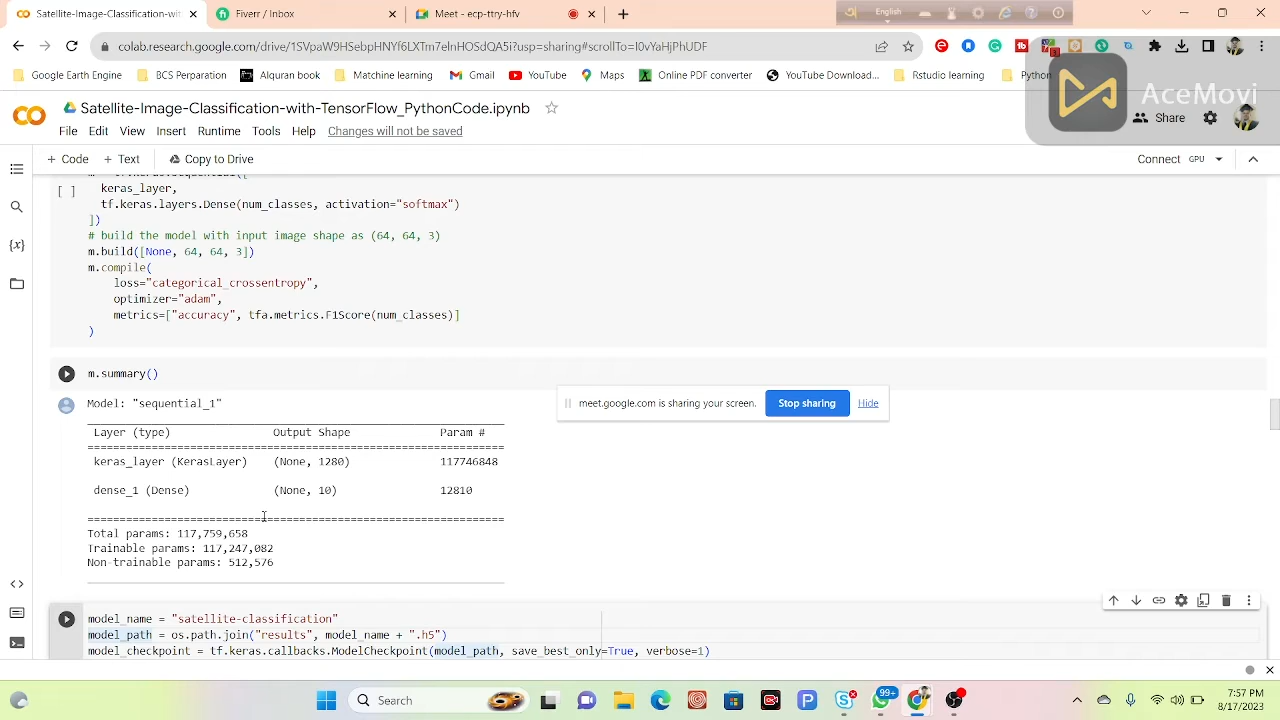 Satellite-Image-Classification-wit
Fiverr / Inbox
Meet - ecp-ttry-hfv
English
colab.research.google.com/drive/
?usp=sharing#scrollTo=I0vYaHjPhUDF
Google Earth Engine
BCS Perparation
Alquran book
Matchine lerning
Gmail
YouTube
Maps
Online PDF converter
YouTube Download...
Rstudio learning
Python
AceMovi
Satellite-Image-Classification-with-TensorFlow_PythonCode.ipynb
File Edit View Insert Runtime Tools Help Changes will not be saved
Share
+ Code + Text Copy to Drive
Connect GPU
[ ]
keras_layer,
tf.keras.layers.Dense(num_classes, activation="softmax")
])
# build the model with input image shape as (64, 64, 3)
m.build([None, 64, 64, 3])
m.compile(
loss="categorical_crossentropy",
optimizer="adam",
metrics=["accuracy", tfa.metrics.F1Score(num_classes)]
)
m.summary()
meet.google.com is sharing your screen. Stop sharing Hide
Model: "sequential_1"
Layer (type) Output Shape Param #
keras_layer (KerasLayer) (None, 1280) 117746848
dense_1 (Dense) (None, 10) 12810
Total params: 117,759,658
Trainable params: 117,247,082
Non-trainable params: 512,576
model_name = "satellite-classification"
model_path = os.path.join("results", model_name + ".h5")
model_checkpoint = tf.keras.callbacks.ModelCheckpoint(model_path, save_best_only=True, verbose=1)
Search
99+
7:57 PM
8/17/2023